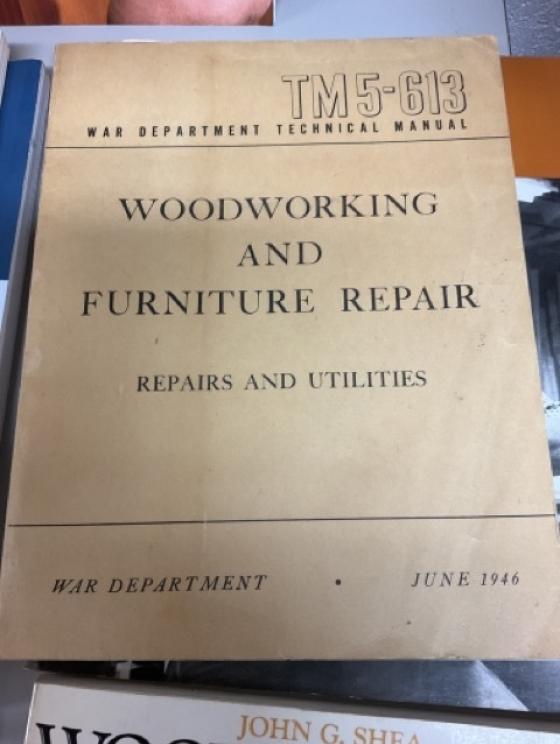 TM 5-613
WAR DEPARTMENT TECHNICAL MANUAL
WOODWORKING
AND
FURNITURE REPAIR
REPAIRS AND UTILITIES
WAR DEPARTMENT • JUNE 1946
JOHN G. SHEA